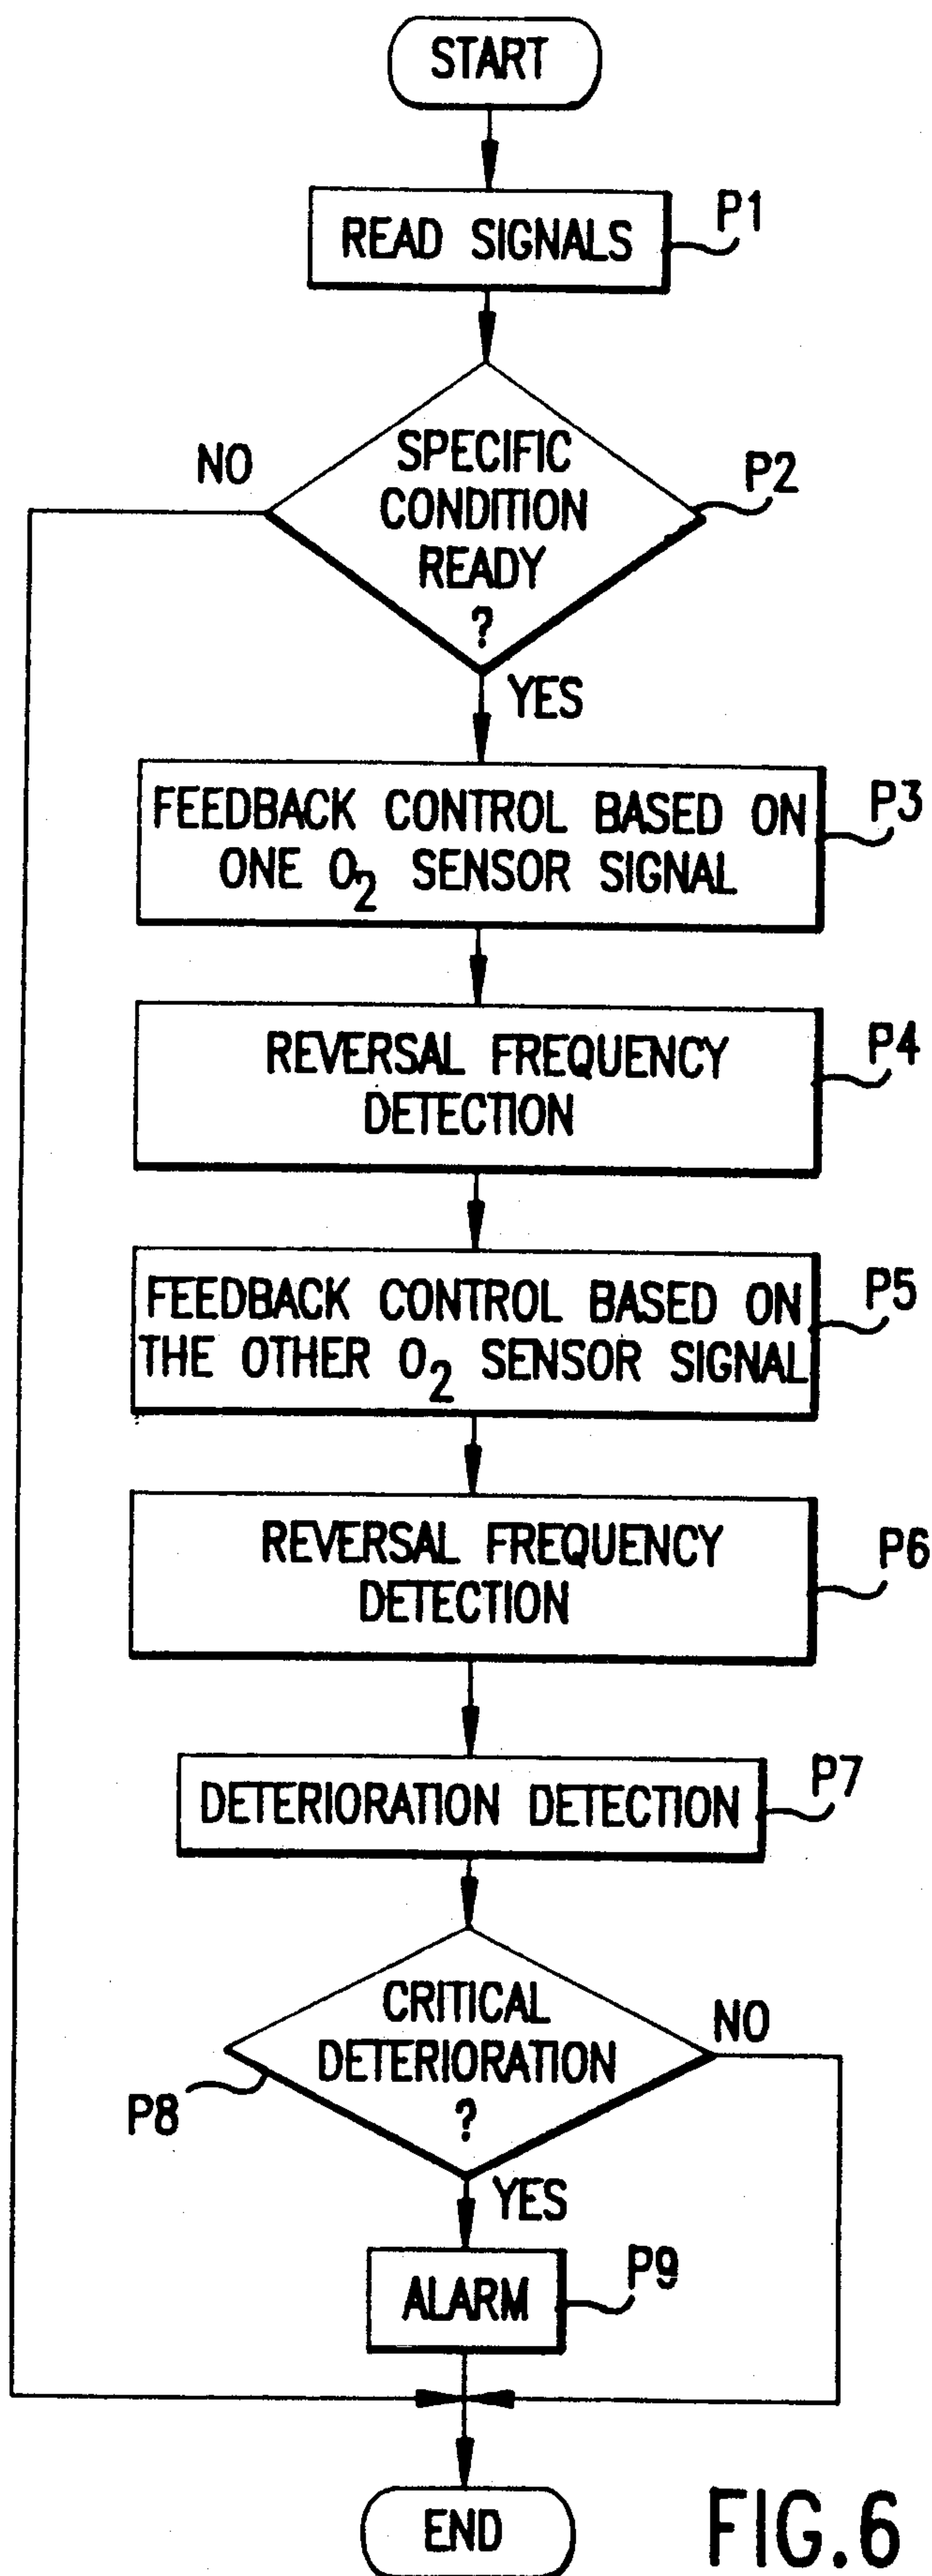 START
READ SIGNALS
P1
SPECIFIC
CONDITION
READY
?
P2
NO
YES
FEEDBACK CONTROL BASED ON
ONE O2 SENSOR SIGNAL
P3
REVERSAL FREQUENCY
DETECTION
P4
FEEDBACK CONTROL BASED ON
THE OTHER O2 SENSOR SIGNAL
P5
REVERSAL FREQUENCY
DETECTION
P6
DETERIORATION DETECTION
P7
CRITICAL
DETERIORATION
?
NO
P8
YES
ALARM
P9
END
FIG.6